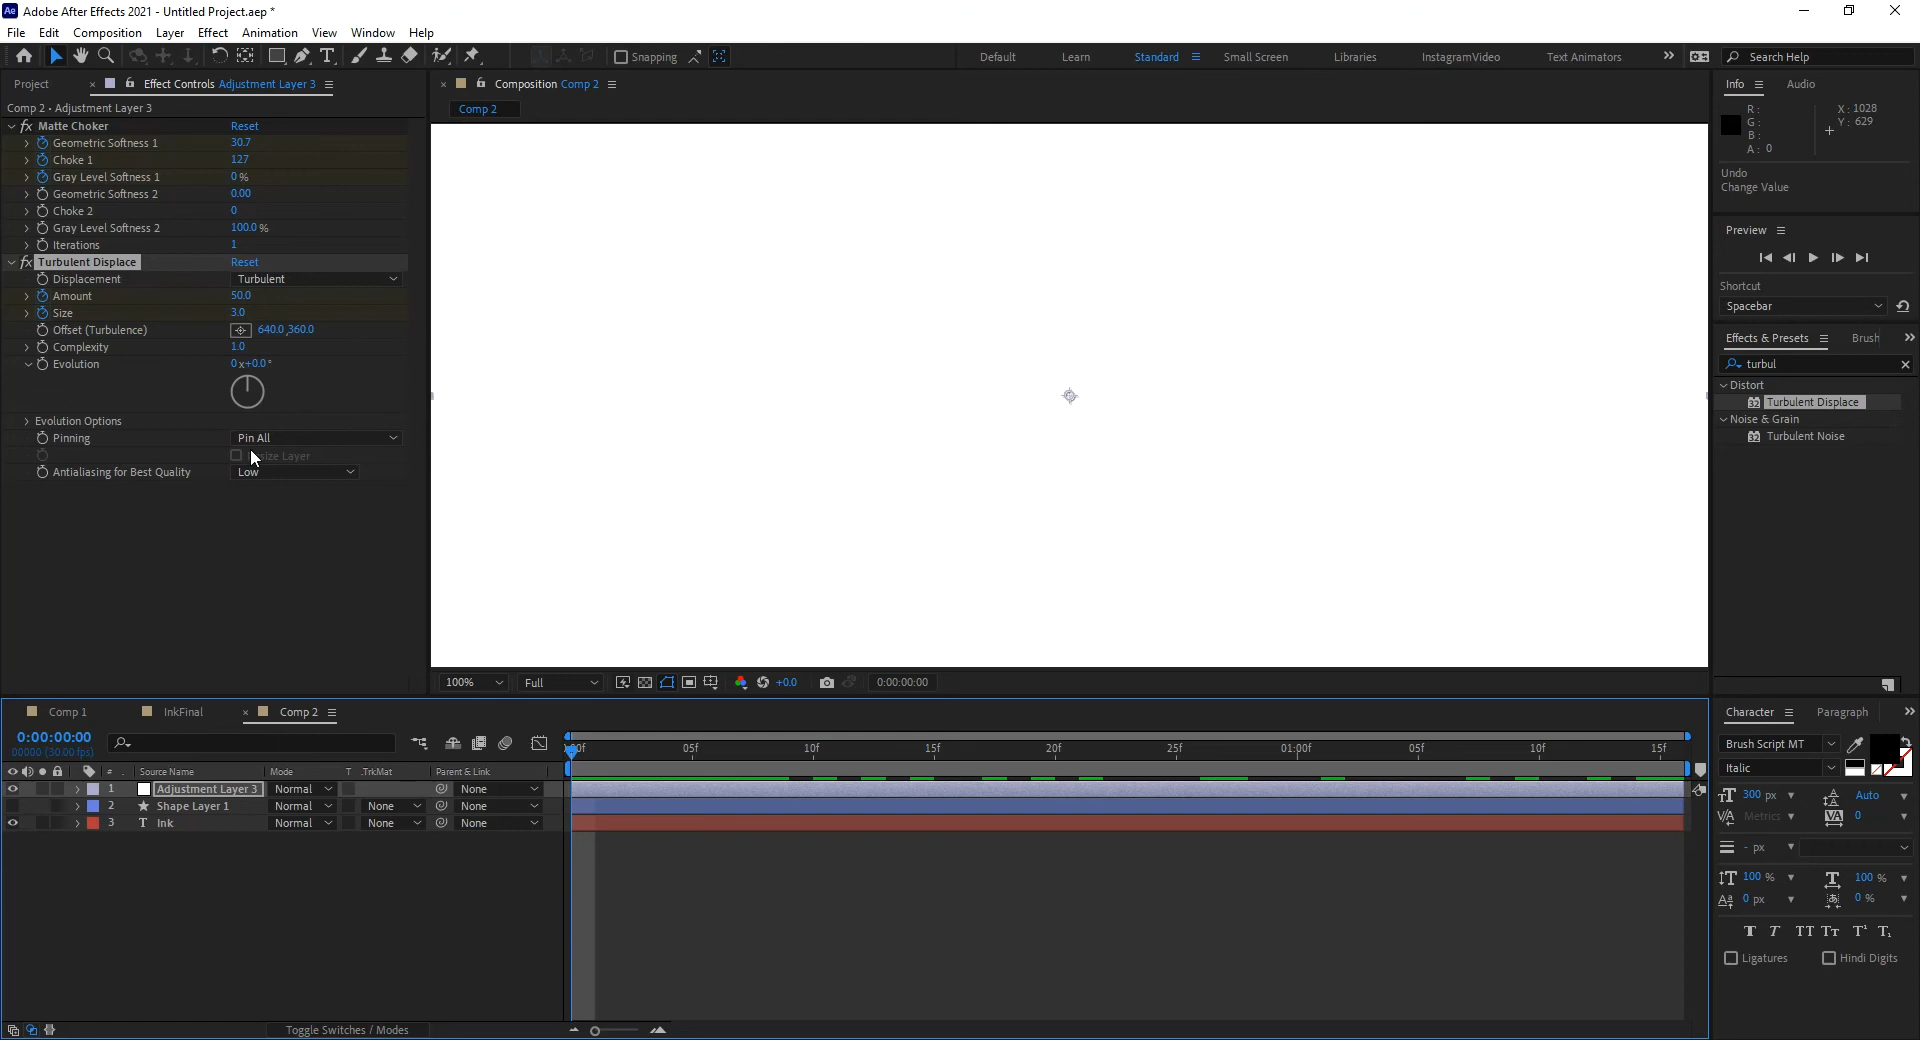 Adobe After Effects 2021 - Untitled Project.aep *
File Edit Composition Layer Effect Animation View Window Help
Snapping Default Learn Standard Small Screen Libraries InstagramVideo Text Animators Search Help
Project Effect Controls Adjustment Layer 3 Composition Comp 2 Info Audio
Comp 2 • Adjustment Layer 3 Comp 2
R: X: 1028
G: Y: 629
B:
A: 0
Matte Choker Reset
Geometric Softness 1 30.7
Choke 1 127
Gray Level Softness 1 0 %
Geometric Softness 2 0.00
Choke 2 0
Gray Level Softness 2 100.0 %
Iterations 1
Turbulent Displace Reset
Displacement Turbulent
Amount 50.0
Size 3.0
Offset (Turbulence) 640.0,360.0
Complexity 1.0
Evolution 0 x+0.0°
Evolution Options
Pinning Pin All
Antialiasing for Best Quality Low
Undo
Change Value
Preview
Shortcut
Spacebar
Effects & Presets Brush
turbul
Distort
32 Turbulent Displace
Noise & Grain
32 Turbulent Noise
100% Full +0.0 0:00:00:00
Comp 1 InkFinal Comp 2
0:00:00:00
00000 (30.00 fps)
05f 10f 15f 20f 25f 01:00f 05f 10f 15f
# Source Name Mode T .TrkMat Parent & Link
1 Adjustment Layer 3 Normal None
2 Shape Layer 1 Normal None None
3 T Ink Normal None None
Toggle Switches / Modes
Character Paragraph
Brush Script MT
Italic
300 px Auto
Metrics 0
- px
100 % 100 %
0 px 0 %
T T TT Tt T¹ T₁
Ligatures Hindi Digits